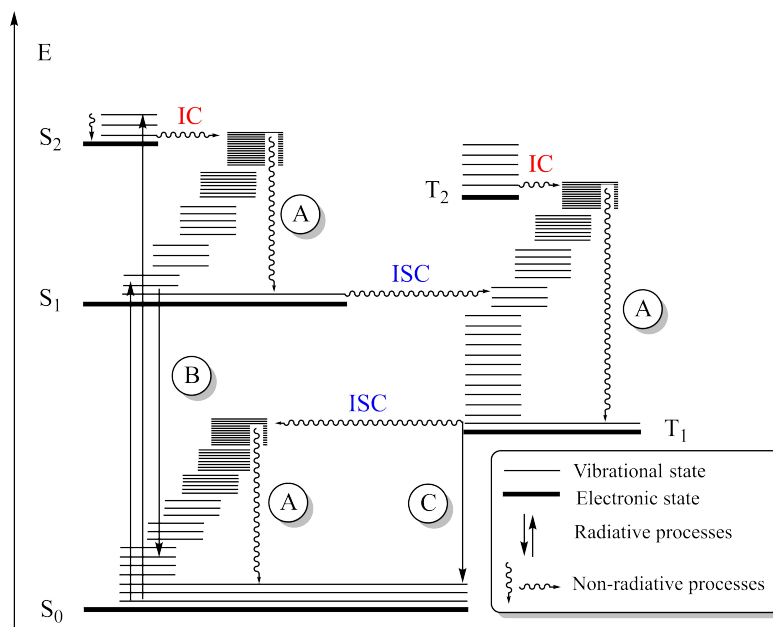 E
IC
S2
IC
T2
A
ISC
S1
A
B
ISC
T1
A
C
Vibrational state
Electronic state
Radiative processes
Non-radiative processes
S0